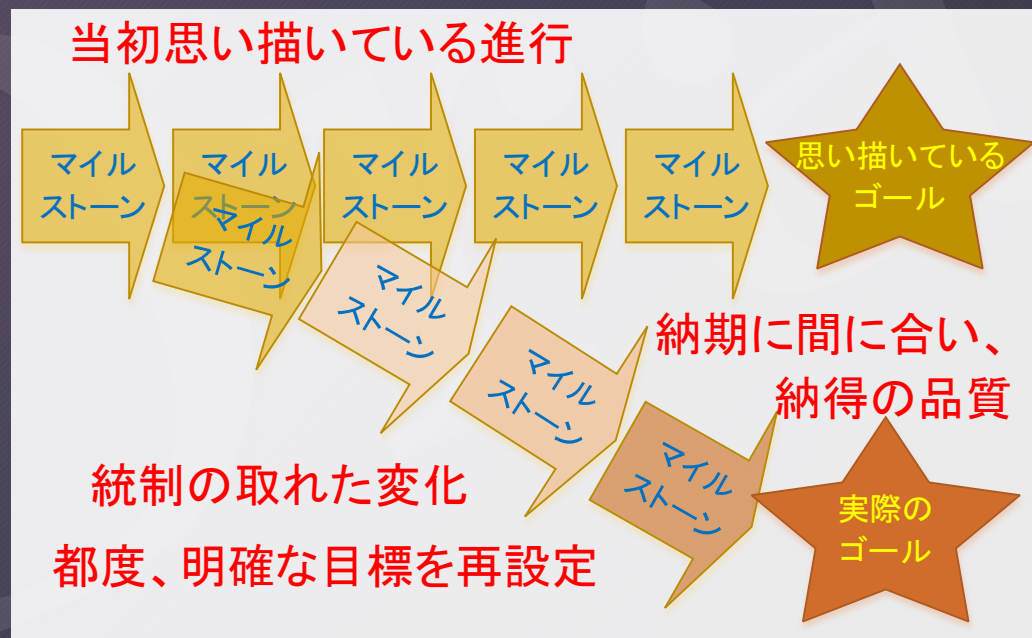 当初思い描いている進行
マイル
ストーン
マイル
ストーン
マイル
ストーン
マイル
ストーン
マイル
ストーン
思い描いている
ゴール
マイル
ストーン
マイル
ストーン
マイル
ストーン
マイル
ストーン
納期に間に合い、
納得の品質
実際の
ゴール
統制の取れた変化
都度、明確な目標を再設定